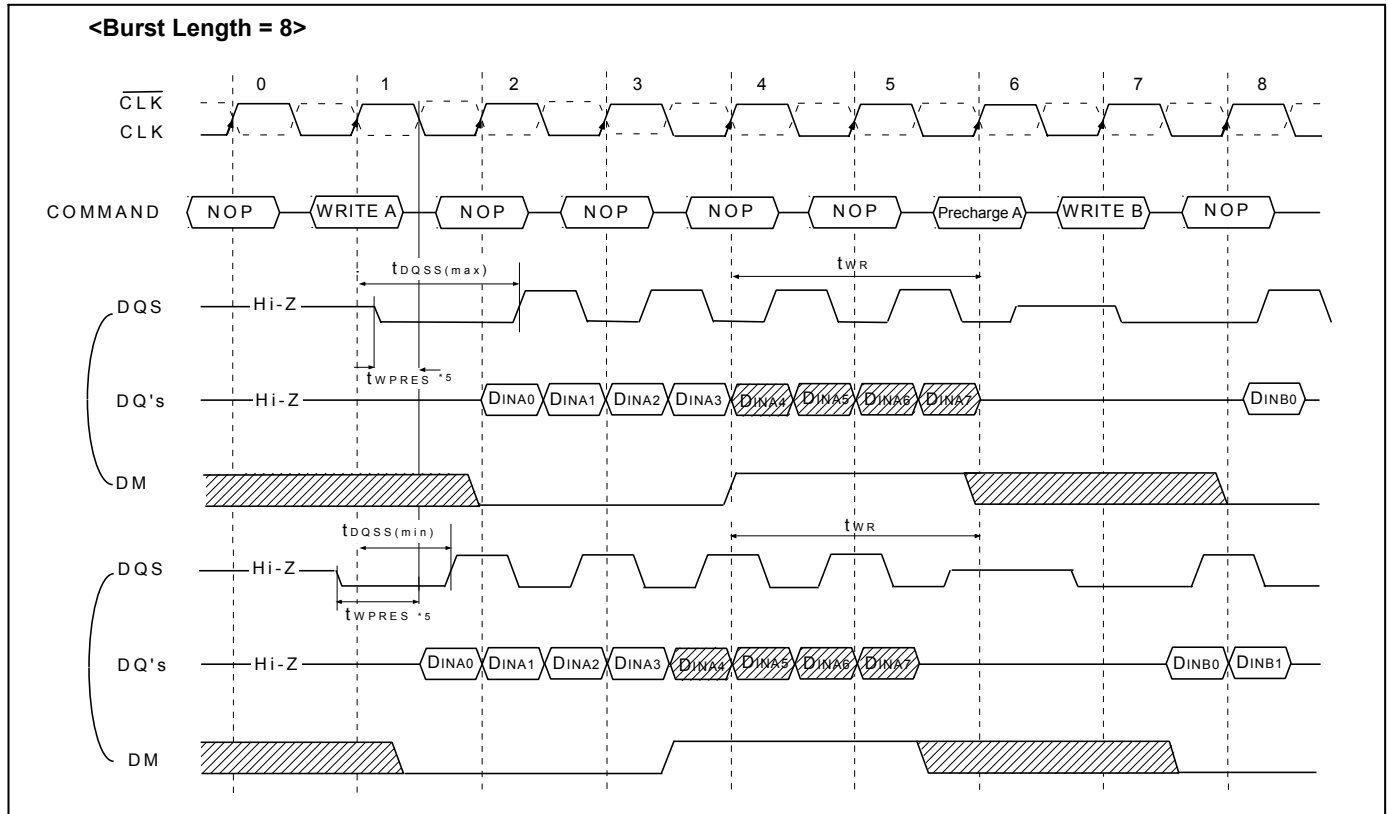 <Burst Length = 8>
0 1 2 3 4 5 6 7 8
CLK
CLK
COMMAND NOP WRITE A NOP NOP NOP NOP Precharge A WRITE B NOP
tDQSS(max) tWR
DQS Hi-Z
tWPRES *5
DQ's Hi-Z DINA0 DINA1 DINA2 DINA3 DINA4 DINA5 DINA6 DINA7 DINB0
DM
tDQSS(min) tWR
DQS Hi-Z
tWPRES *5
DQ's Hi-Z DINA0 DINA1 DINA2 DINA3 DINA4 DINA5 DINA6 DINA7 DINB0 DINB1
DM